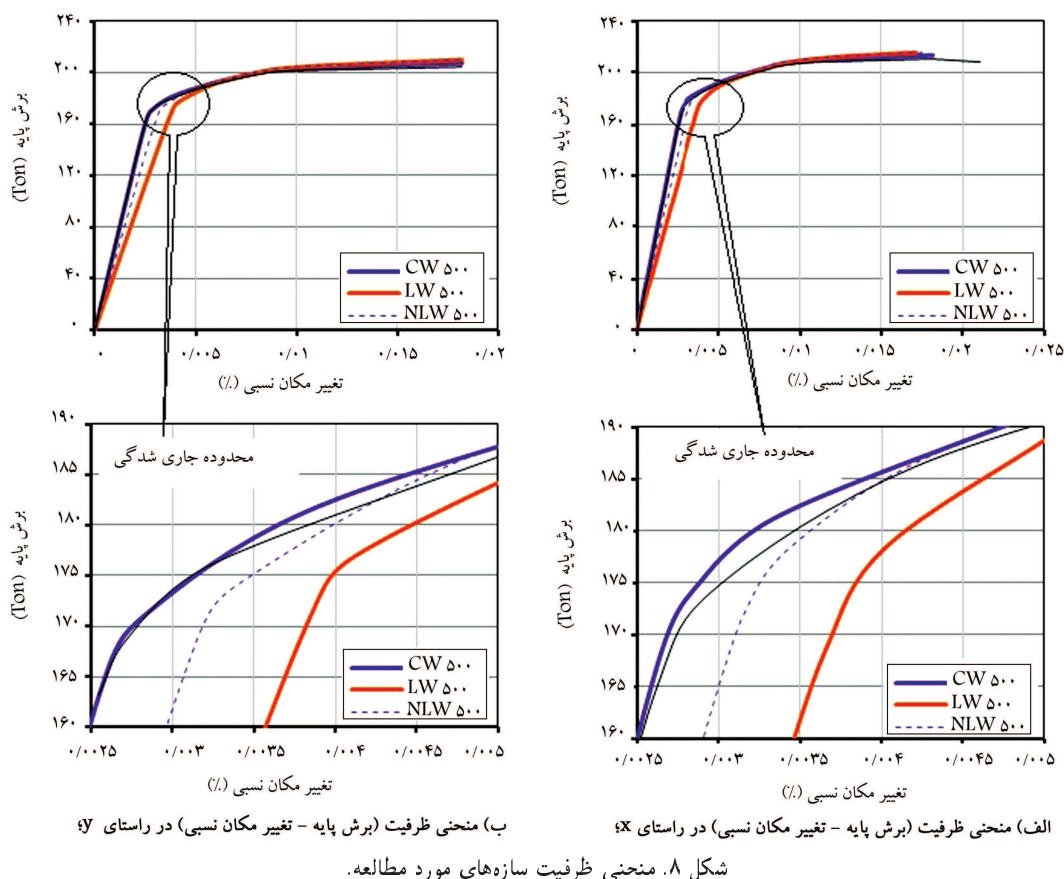 ۲۴۰
۲۰۰
۱۶۰
۱۲۰
۸۰
۴۰
۰
برش پایه (Ton)
CW ۵۰۰
LW ۵۰۰
NLW ۵۰۰
۰ ۰/۰۰۵ ۰/۰۱ ۰/۰۱۵ ۰/۰۲ ۰/۰۲۵
تغییر مکان نسبی (٪)
۱۹۰
۱۸۵
۱۸۰
۱۷۵
۱۷۰
۱۶۵
۱۶۰
برش پایه (Ton)
محدوده جاری شدگی
CW ۵۰۰
LW ۵۰۰
NLW ۵۰۰
۰/۰۰۲۵ ۰/۰۰۳ ۰/۰۰۳۵ ۰/۰۰۴ ۰/۰۰۴۵ ۰/۰۰۵
تغییر مکان نسبی (٪)
الف) منحنی ظرفیت (برش پایه - تغییر مکان نسبی) در راستای x؛
۲۴۰
۲۰۰
۱۶۰
۱۲۰
۸۰
۴۰
۰
برش پایه (Ton)
CW ۵۰۰
LW ۵۰۰
NLW ۵۰۰
۰ ۰/۰۰۵ ۰/۰۱ ۰/۰۱۵ ۰/۰۲
تغییر مکان نسبی (٪)
۱۹۰
۱۸۵
۱۸۰
۱۷۵
۱۷۰
۱۶۵
۱۶۰
برش پایه (Ton)
محدوده جاری شدگی
CW ۵۰۰
LW ۵۰۰
NLW ۵۰۰
۰/۰۰۲۵ ۰/۰۰۳ ۰/۰۰۳۵ ۰/۰۰۴ ۰/۰۰۴۵ ۰/۰۰۵
تغییر مکان نسبی (٪)
ب) منحنی ظرفیت (برش پایه - تغییر مکان نسبی) در راستای y؛
شکل ۸. منحنی ظرفیت سازه‌های مورد مطالعه.